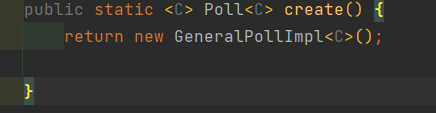 public static <C> Poll<C> create() {
return new GeneralPollImpl<C>();
}